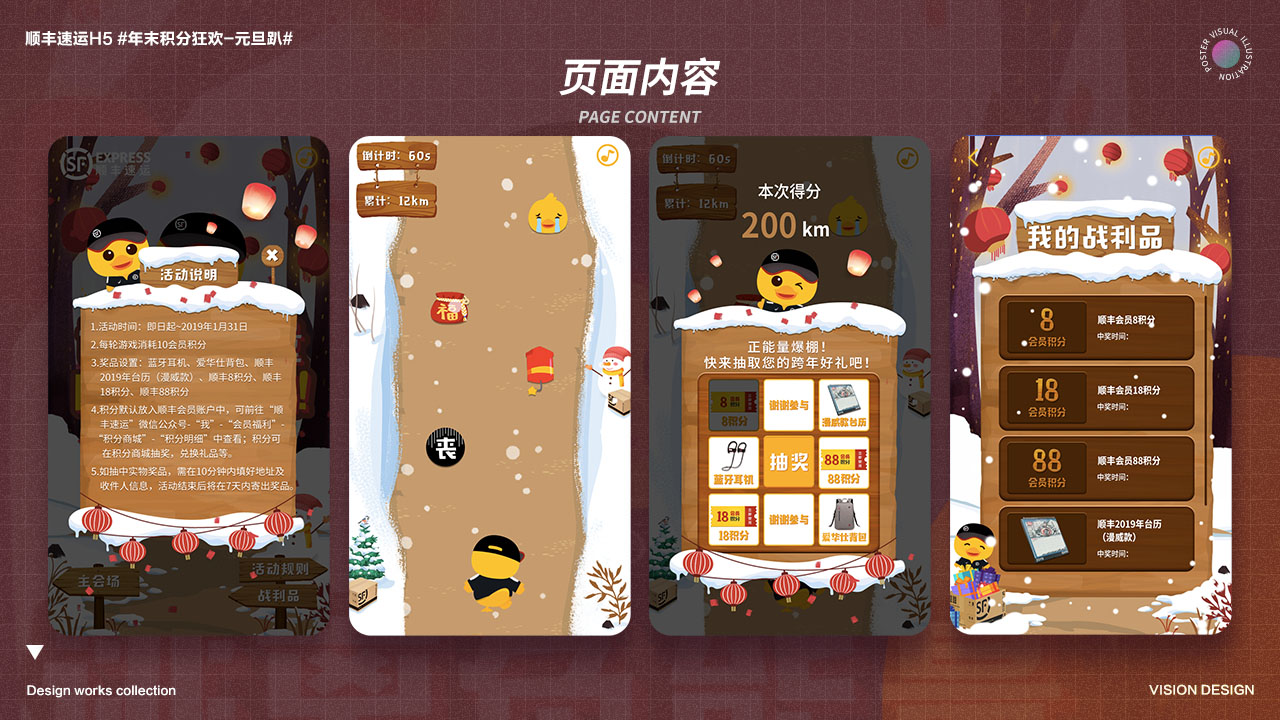 顺丰速运H5 #年末积分狂欢-元旦趴#
POSTER VISUAL ILLUSTRATION
页面内容
PAGE CONTENT
SF EXPRESS
顺丰速运
活动说明
1.活动时间：即日起~2019年1月31日
2.每轮游戏消耗10会员积分
3.奖品设置：蓝牙耳机、爱华仕背包、顺丰
2019年台历（漫威款）、顺丰8积分、顺丰
18积分、顺丰88积分
4.积分默认放入顺丰会员账户中，可前往“顺
丰速运”微信公众号-“我”-“会员福利”-
“积分商城”-“积分明细”中查看；积分可
在积分商城抽奖，兑换礼品等。
5.如抽中实物奖品，需在10分钟内填好地址及
收件人信息，活动结束后将在7天内寄出奖品
主会场
活动规则
战利品
倒计时：60s
累计：12km
福
丧
SF
倒计时：60s
累计：12km
本次得分
200 km
正能量爆棚！
快来抽取您的跨年好礼吧！
8 会员积分
8积分
谢谢参与
漫威款台历
蓝牙耳机
抽奖
88 会员积分
88积分
18 会员积分
18积分
谢谢参与
爱华仕背包
SF
我的战利品
8
会员积分
顺丰会员8积分
中奖时间：
18
会员积分
顺丰会员18积分
中奖时间：
88
会员积分
顺丰会员88积分
中奖时间：
顺丰2019年台历
（漫威款）
中奖时间：
SF
Design works collection
VISION DESIGN